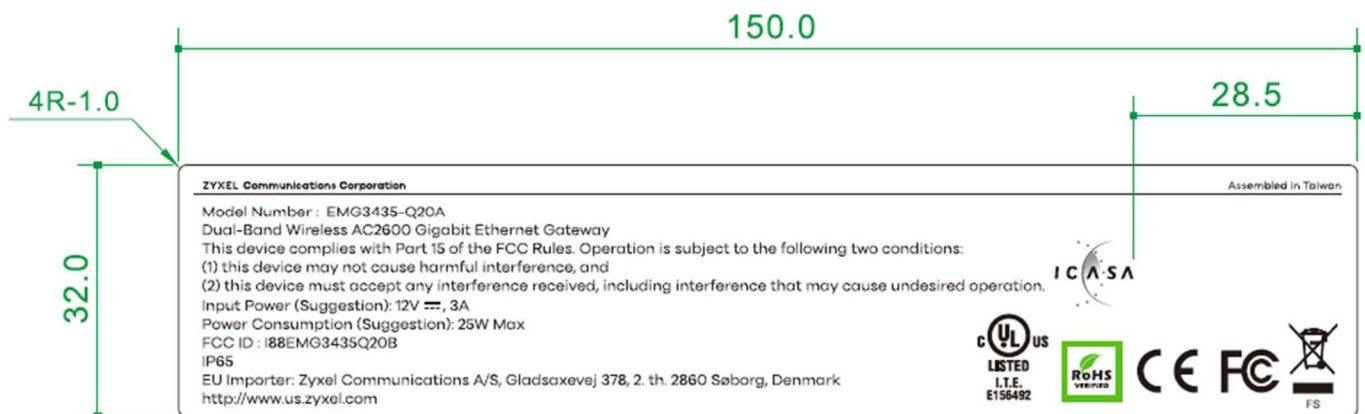 150.0
28.5
4R-1.0
32.0
ZYXEL Communications Corporation
Assembled in Taiwan
Model Number : EMG3435-Q20A
Dual-Band Wireless AC2600 Gigabit Ethernet Gateway
This device complies with Part 15 of the FCC Rules. Operation is subject to the following two conditions:
(1) this device may not cause harmful interference, and
(2) this device must accept any interference received, including interference that may cause undesired operation.
Input Power (Suggestion): 12V ⎓, 3A
Power Consumption (Suggestion): 25W Max
FCC ID : I88EMG3435Q20B
IP65
EU Importer: Zyxel Communications A/S, Gladsaxevej 378, 2. th. 2860 Søborg, Denmark
http://www.us.zyxel.com
ICASA
c UL US
LISTED
I.T.E.
E156492
RoHS
VERIFIED
CE
FC
FS